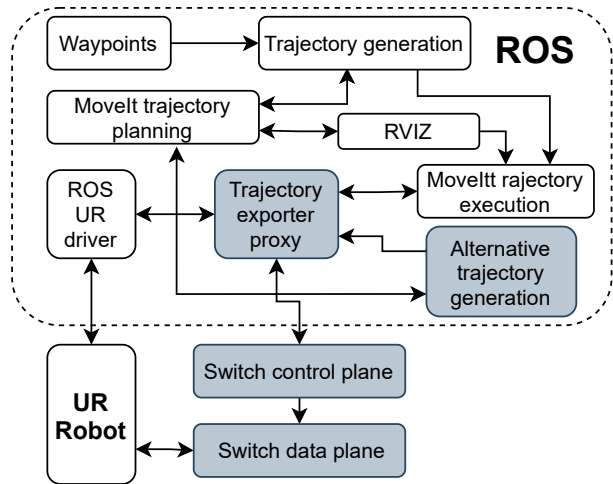 Waypoints
Trajectory generation
ROS
MoveIt trajectory
planning
RVIZ
ROS
UR
driver
Trajectory
exporter
proxy
MoveItt rajectory
execution
Alternative
trajectory
generation
UR
Robot
Switch control plane
Switch data plane